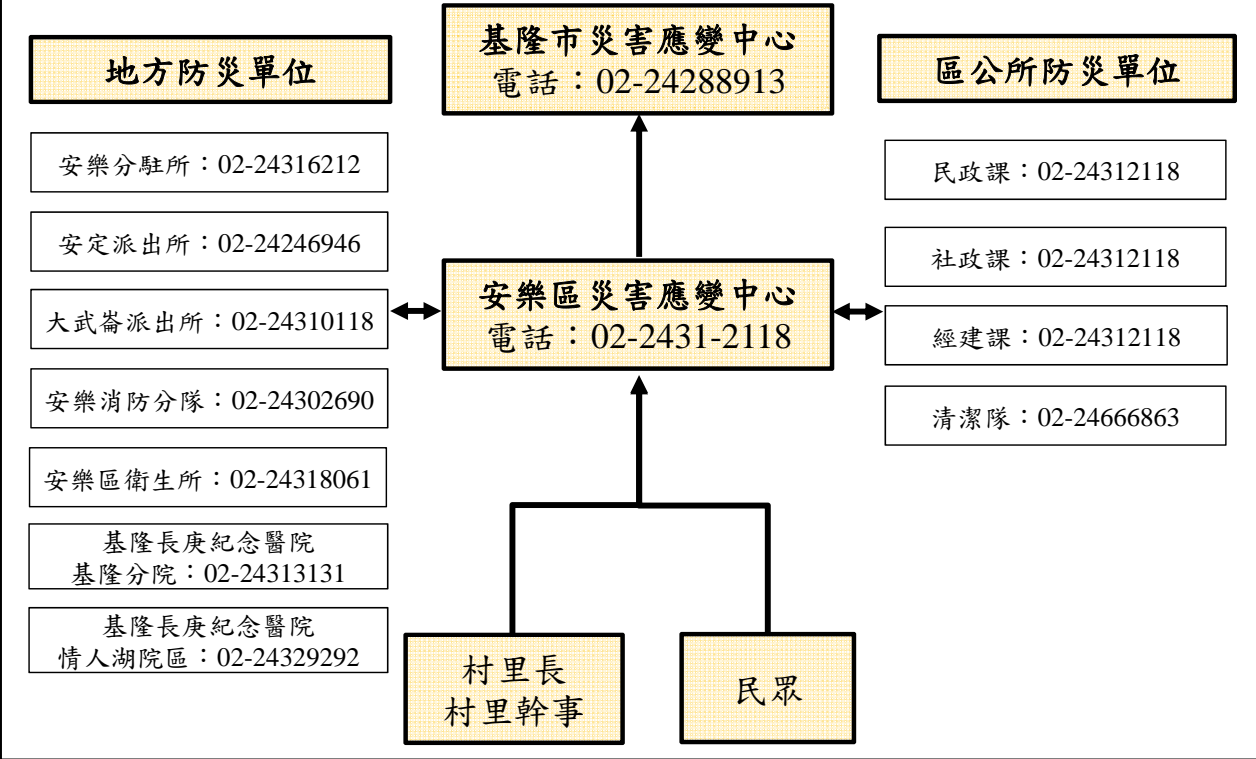 基隆市災害應變中心
電話：02-24288913
地方防災單位
安樂分駐所：02-24316212
安定派出所：02-24246946
大武崙派出所：02-24310118
安樂消防分隊：02-24302690
安樂區衛生所：02-24318061
基隆長庚紀念醫院
基隆分院：02-24313131
基隆長庚紀念醫院
情人湖院區：02-24329292
安樂區災害應變中心
電話：02-2431-2118
村里長
村里幹事
民眾
區公所防災單位
民政課：02-24312118
社政課：02-24312118
經建課：02-24312118
清潔隊：02-24666863